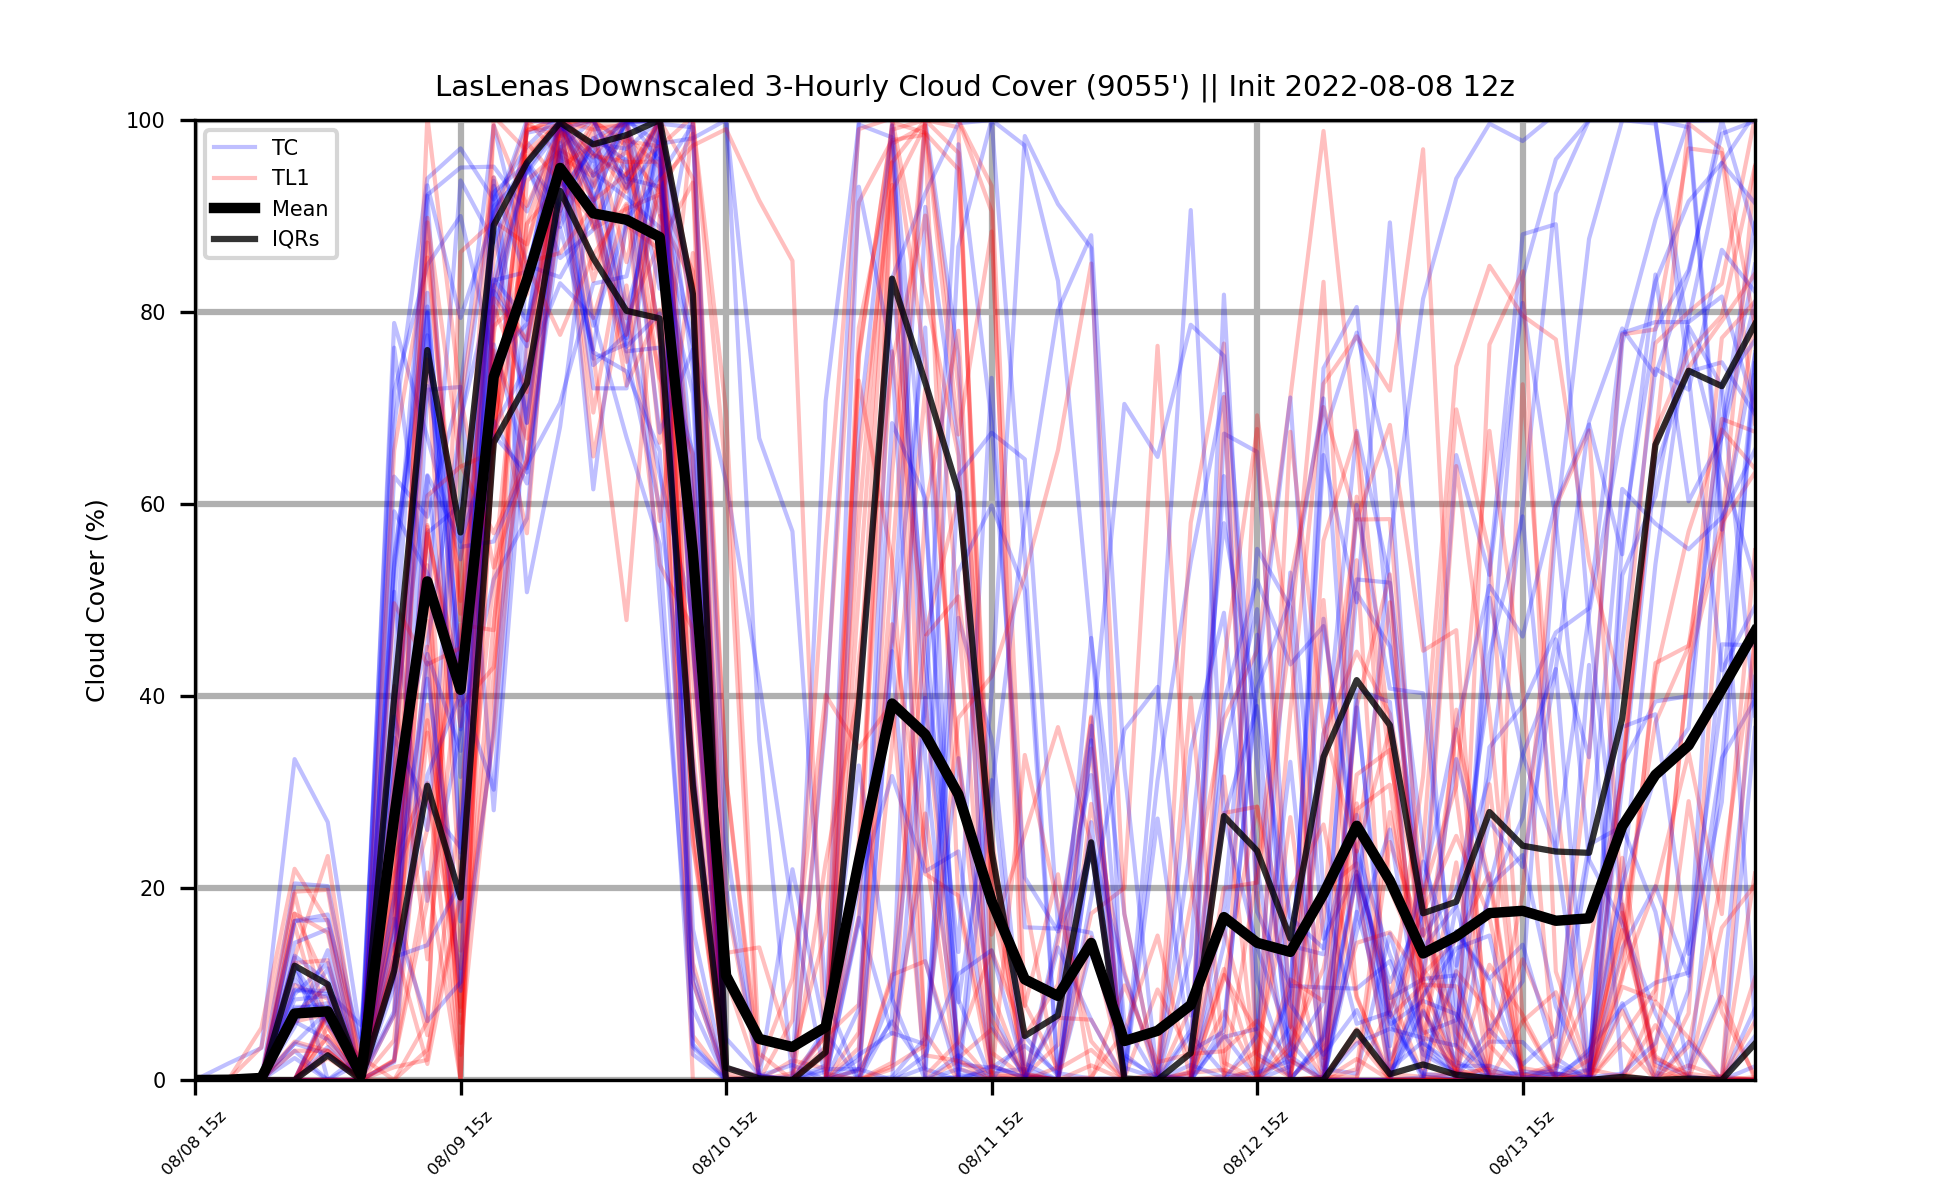 LasLenas Downscaled 3-Hourly Cloud Cover (9055') || Init 2022-08-08 12z
Cloud Cover (%)
100
80
60
40
20
0
TC
TL1
Mean
IQRs
08/08 15z
08/09 15z
08/10 15z
08/11 15z
08/12 15z
08/13 15z